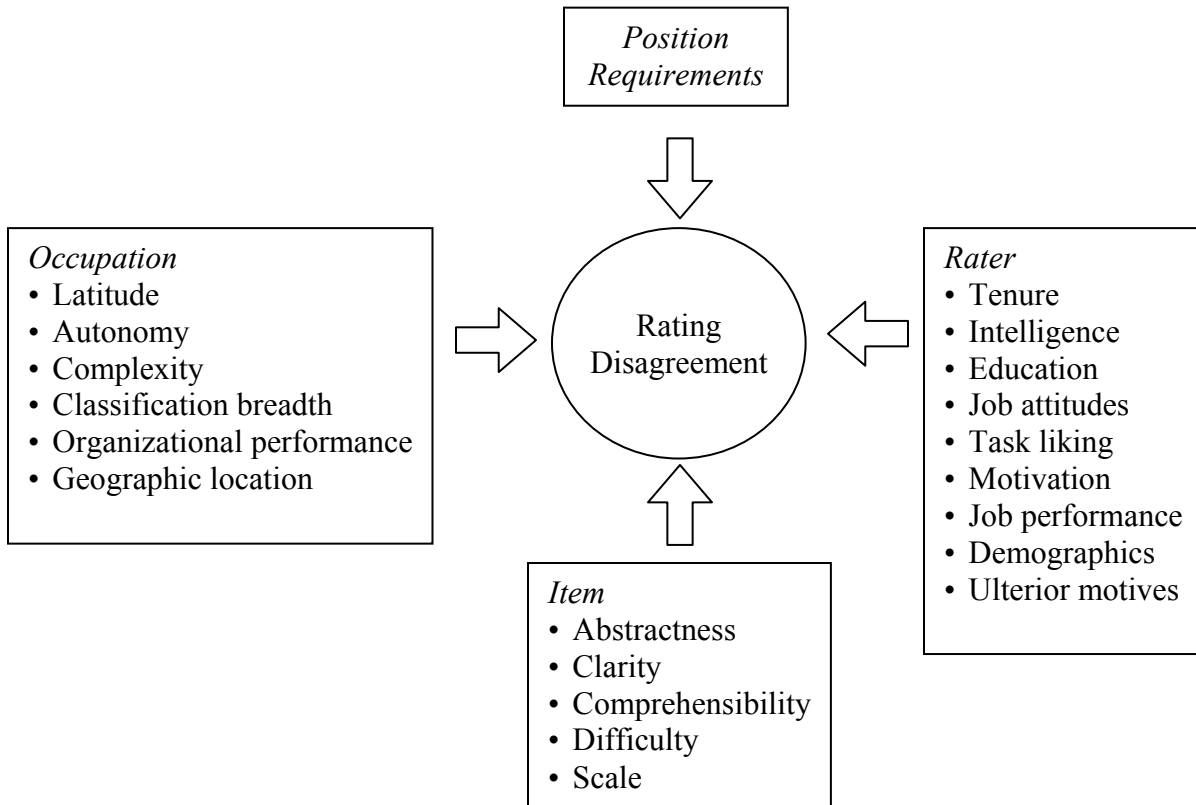 Position
Requirements
Occupation
• Latitude
• Autonomy
• Complexity
• Classification breadth
• Organizational performance
• Geographic location
Rating
Disagreement
Rater
• Tenure
• Intelligence
• Education
• Job attitudes
• Task liking
• Motivation
• Job performance
• Demographics
• Ulterior motives
Item
• Abstractness
• Clarity
• Comprehensibility
• Difficulty
• Scale